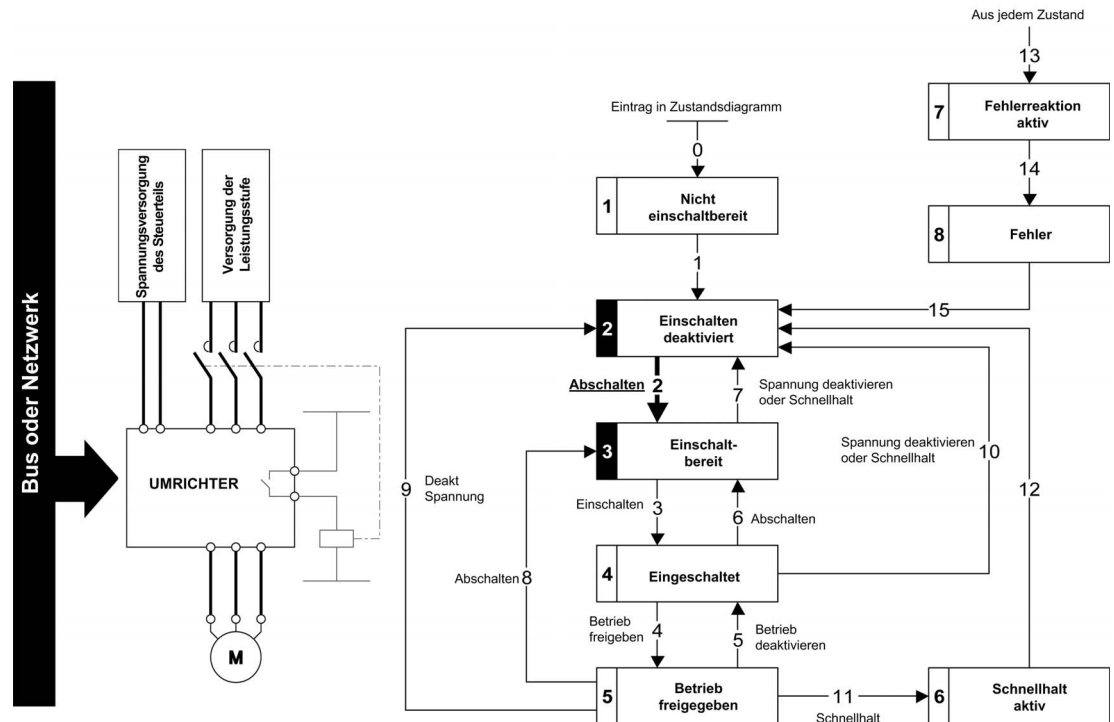 Bus oder Netzwerk
Spannungsversorgung
des Steuerteils
Versorgung der
Leistungsstufe
UMRICHTER
M
Aus jedem Zustand
13
7
Fehlerreaktion
aktiv
14
8
Fehler
15
Eintrag in Zustandsdiagramm
0
1
Nicht
einschaltbereit
1
2
Einschalten
deaktiviert
Abschalten
2
7
Spannung deaktivieren
oder Schnellhalt
3
Einschalt-
bereit
Spannung deaktivieren
oder Schnellhalt
10
9
Deakt
Spannung
12
Einschalten
3
6
Abschalten
4
Eingeschaltet
Abschalten
8
Betrieb
freigeben
4
5
Betrieb
deaktivieren
5
Betrieb
freigegeben
11
Schnellhalt
6
Schnellhalt
aktiv